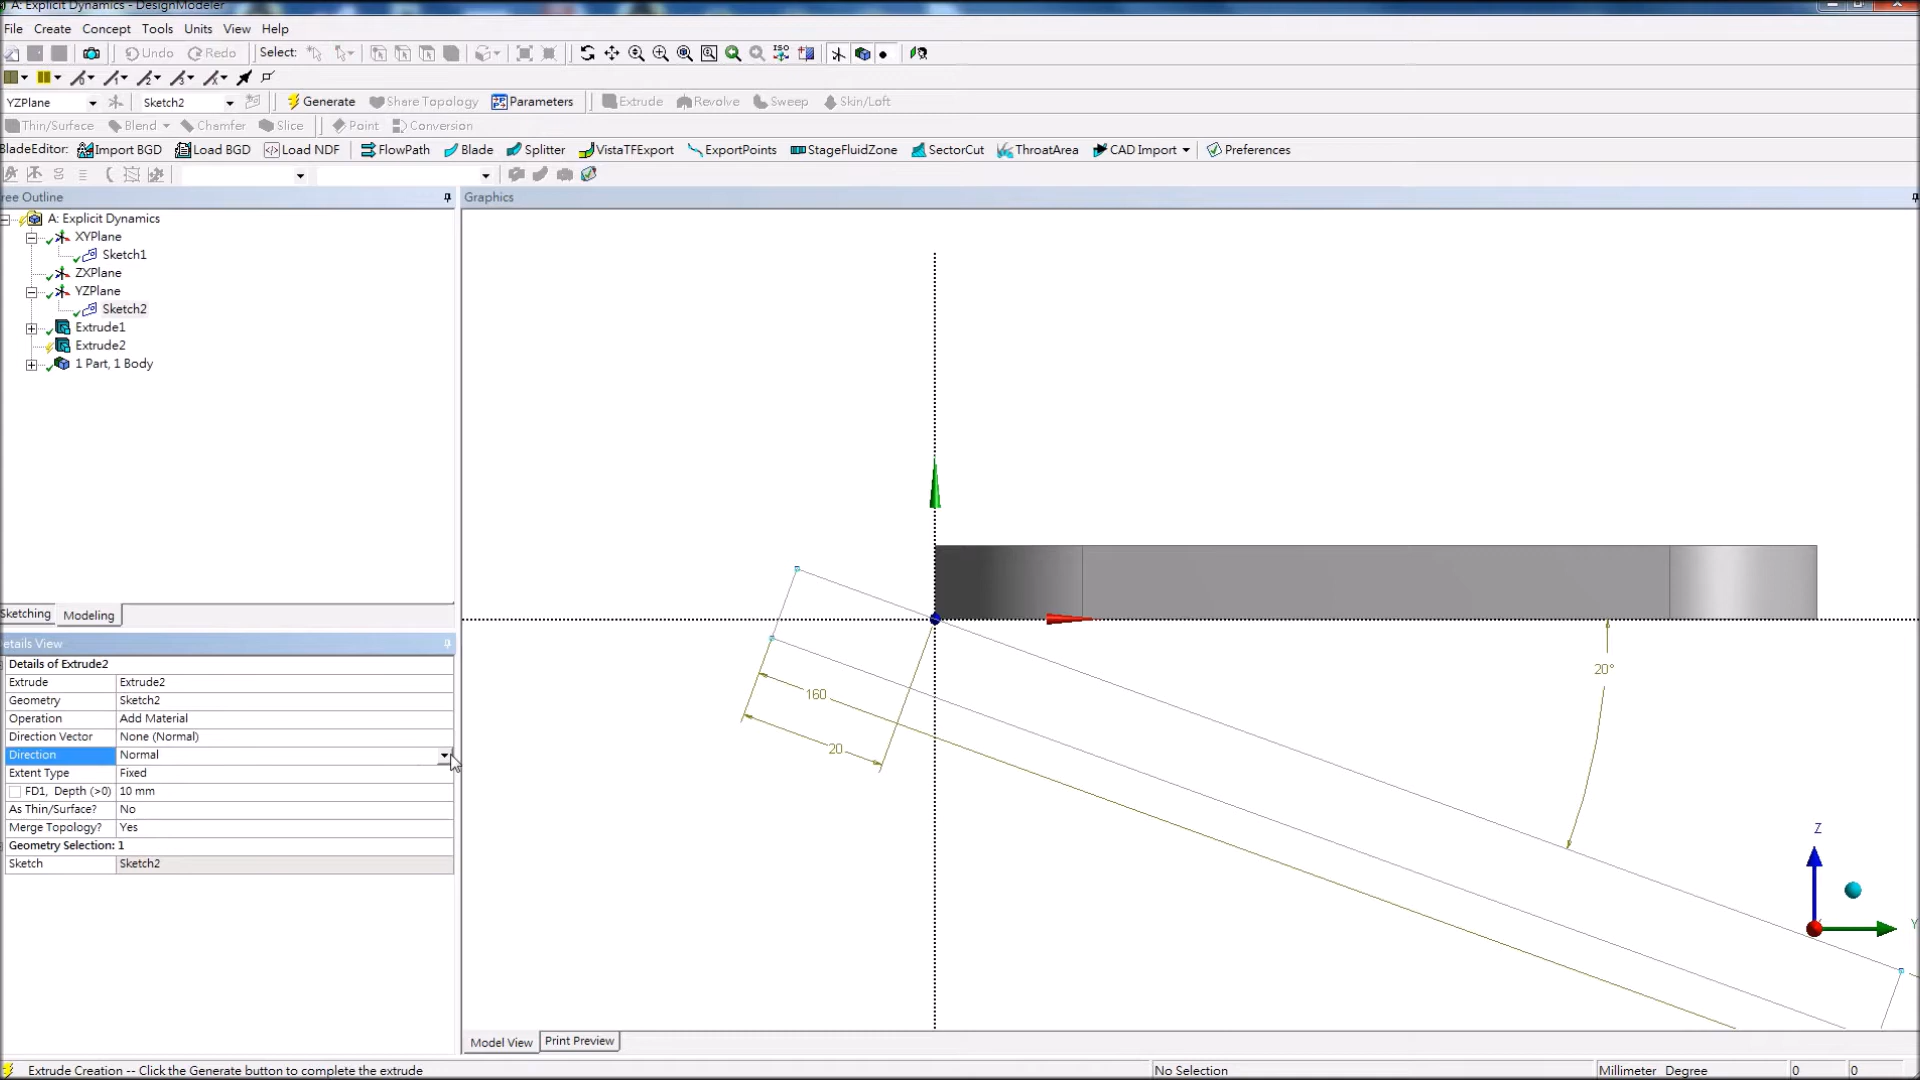 A: Explicit Dynamics - DesignModeler
File Create Concept Tools Units View Help
Undo Redo Select: ISO
YZPlane Sketch2 Generate Share Topology Parameters Extrude Revolve Sweep Skin/Loft
Thin/Surface Blend Chamfer Slice Point Conversion
BladeEditor: Import BGD Load BGD Load NDF FlowPath Blade Splitter VistaTFExport ExportPoints StageFluidZone SectorCut ThroatArea CAD Import Preferences
ree Outline
A: Explicit Dynamics
XYPlane
Sketch1
ZXPlane
YZPlane
Sketch2
Extrude1
Extrude2
1 Part, 1 Body
Sketching Modeling
etails View
Details of Extrude2
Extrude Extrude2
Geometry Sketch2
Operation Add Material
Direction Vector None (Normal)
Direction Normal
Extent Type Fixed
FD1, Depth (>0) 10 mm
As Thin/Surface? No
Merge Topology? Yes
Geometry Selection: 1
Sketch Sketch2
Graphics
160
20
20°
Z
Y
Model View Print Preview
Extrude Creation -- Click the Generate button to complete the extrude No Selection Millimeter Degree 0 0